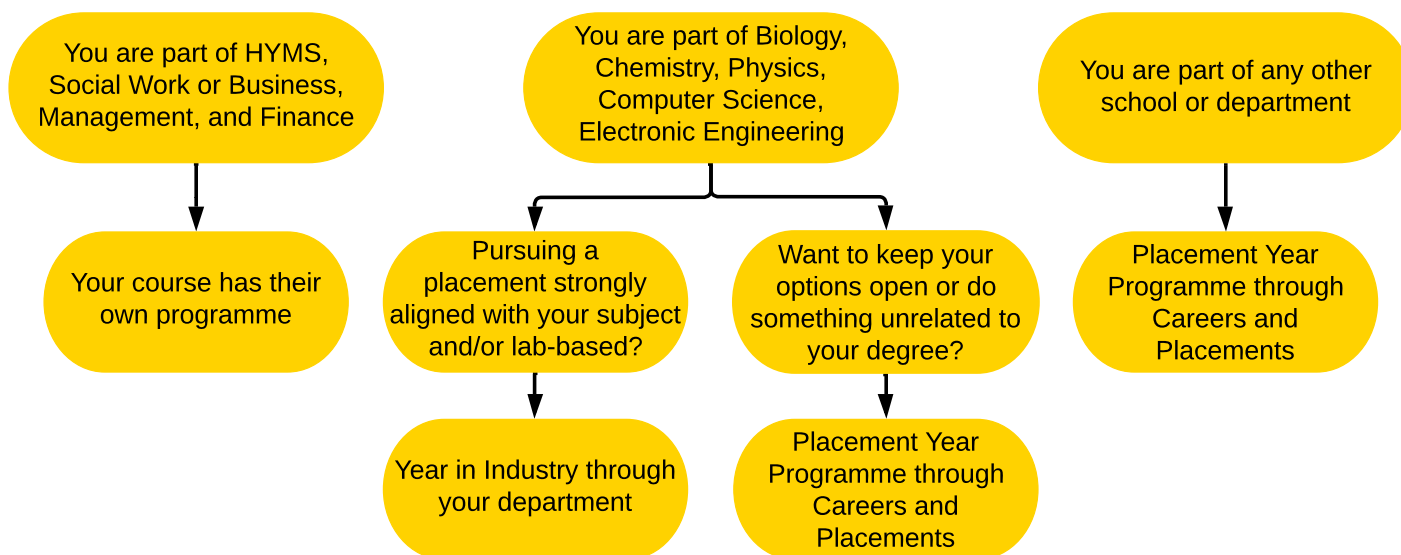 You are part of HYMS,
Social Work or Business,
Management, and Finance
You are part of Biology,
Chemistry, Physics,
Computer Science,
Electronic Engineering
You are part of any other
school or department
Your course has their
own programme
Pursuing a
placement strongly
aligned with your subject
and/or lab-based?
Want to keep your
options open or do
something unrelated to
your degree?
Placement Year
Programme through
Careers and
Placements
Year in Industry through
your department
Placement Year
Programme through
Careers and
Placements